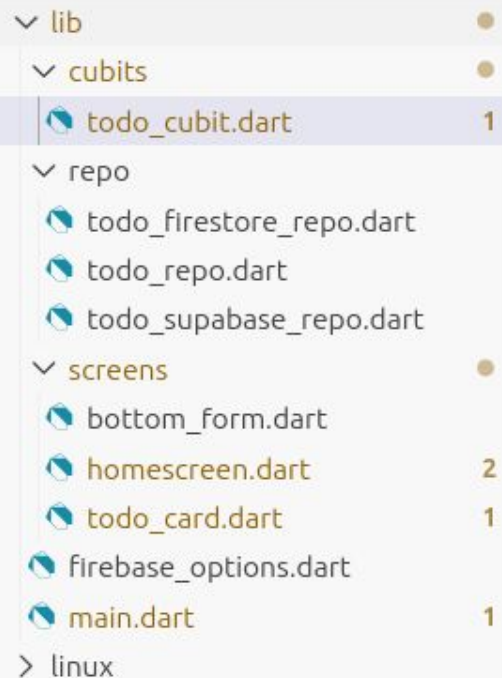 lib
cubits
todo_cubit.dart 1
repo
todo_firestore_repo.dart
todo_repo.dart
todo_supabase_repo.dart
screens
bottom_form.dart
homescreen.dart 2
todo_card.dart 1
firebase_options.dart
main.dart 1
linux